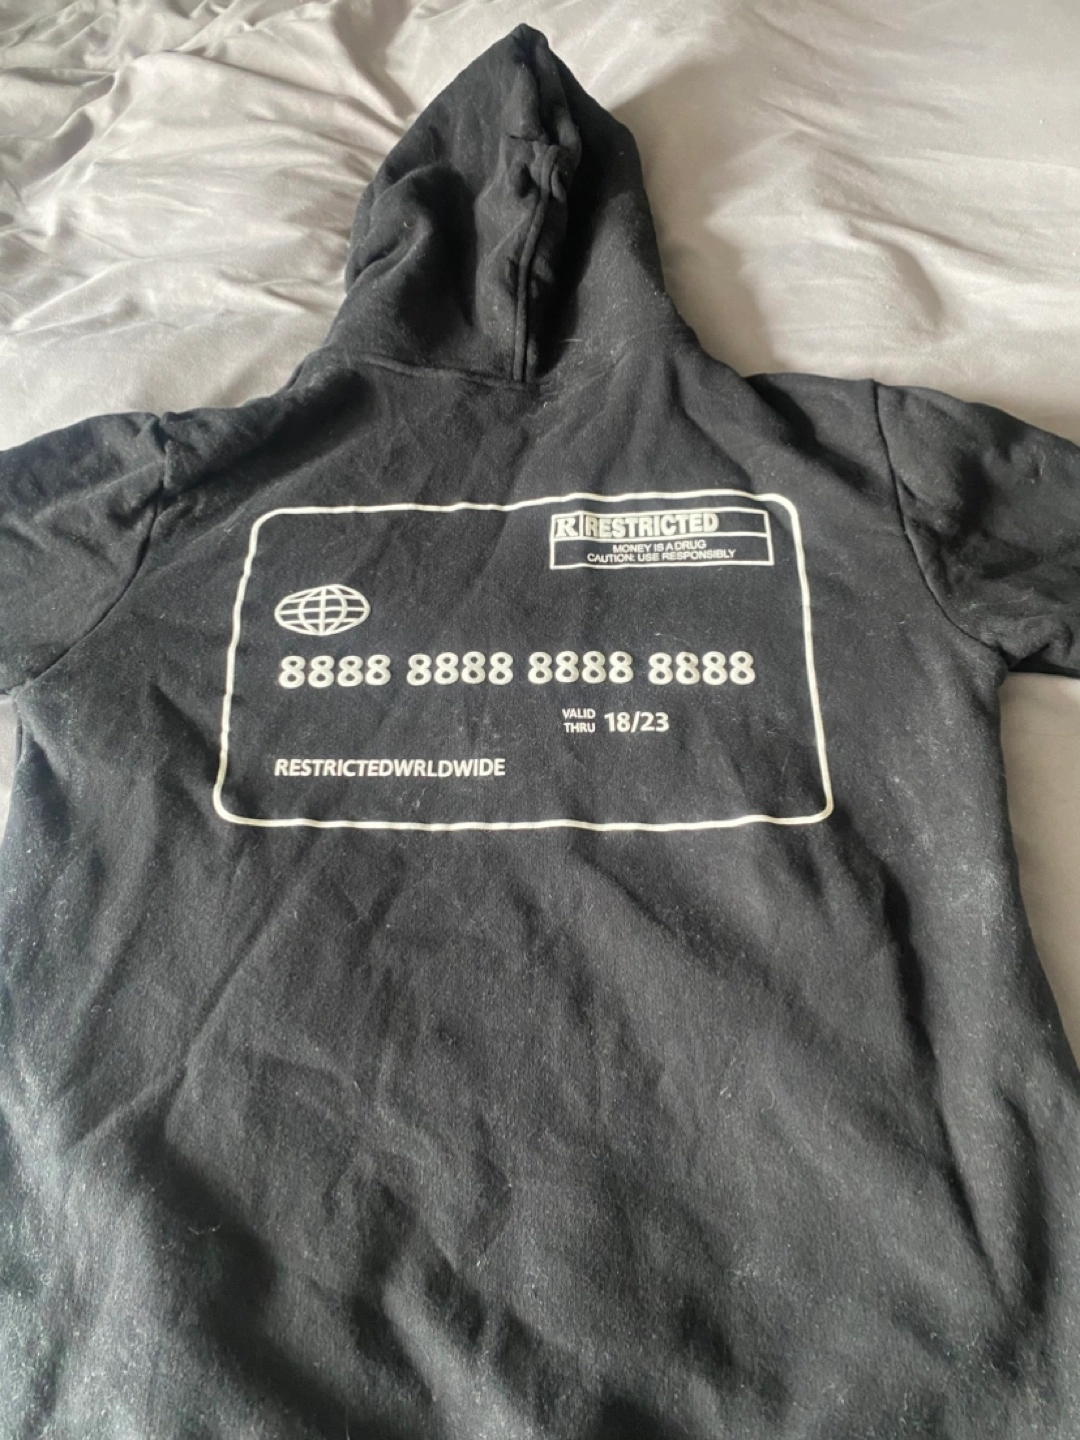 R RESTRICTED
MONEY IS A DRUG
CAUTION: USE RESPONSIBLY
8888 8888 8888 8888
VALID
THRU 18/23
RESTRICTEDWRLDWIDE